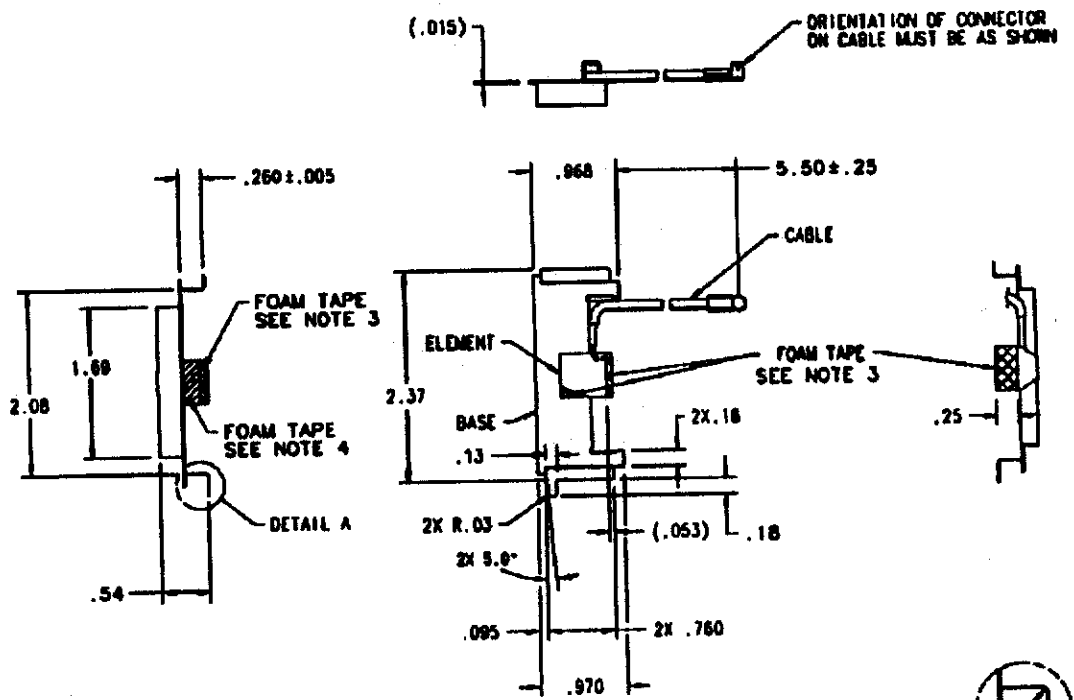 (.015)
ORIENTATION OF CONNECTOR
ON CABLE MUST BE AS SHOWN
.260±.005
.968
5.50±.25
CABLE
FOAM TAPE
SEE NOTE 3
ELEMENT
FOAM TAPE
SEE NOTE 3
1.69
2.08
2.37
.25
FOAM TAPE
SEE NOTE 4
BASE
2X.18
.13
DETAIL A
2X R.03
(.053)
.18
2X 5.0°
.54
.095
2X .760
.970